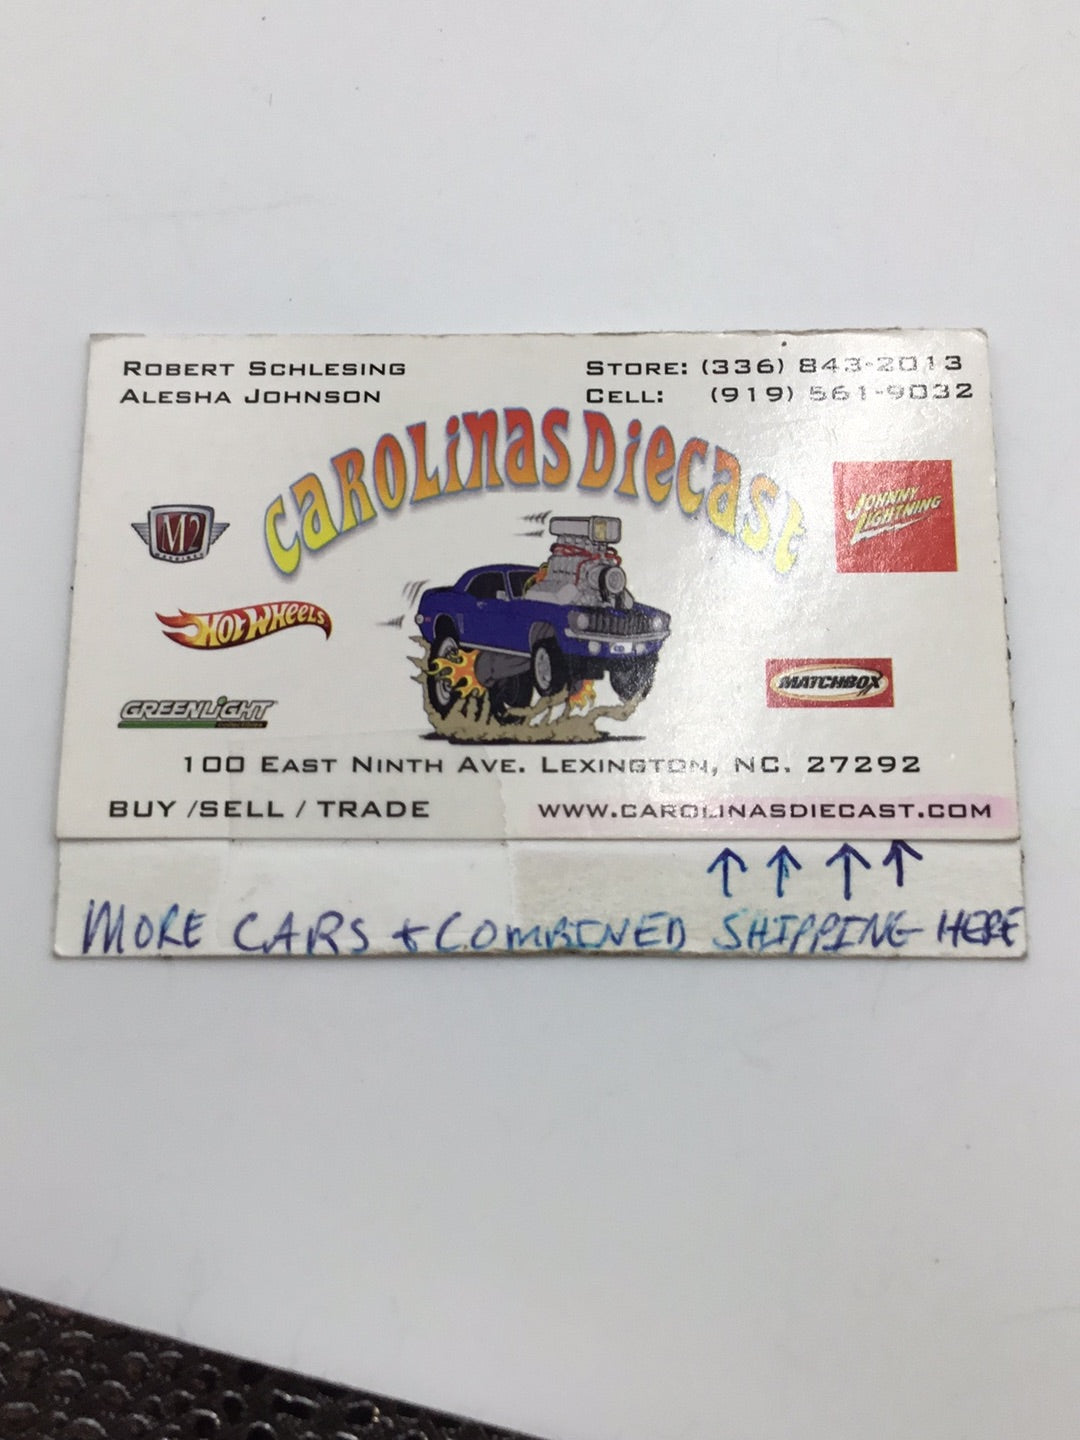 ROBERT SCHLESING
ALESHA JOHNSON
STORE: (336) 843-2013
CELL: (919) 561-9032
CAROLINAS DIECAST
M2
MACHINES
HOT WHEELS
GREENLIGHT
JOHNNY
LIGHTNING
MATCHBOX
100 EAST NINTH AVE. LEXINGTON, NC. 27292
BUY /SELL / TRADE
WWW.CAROLINASDIECAST.COM
↑ ↑ ↑ ↑
MORE CARS + COMBINED SHIPPING HERE